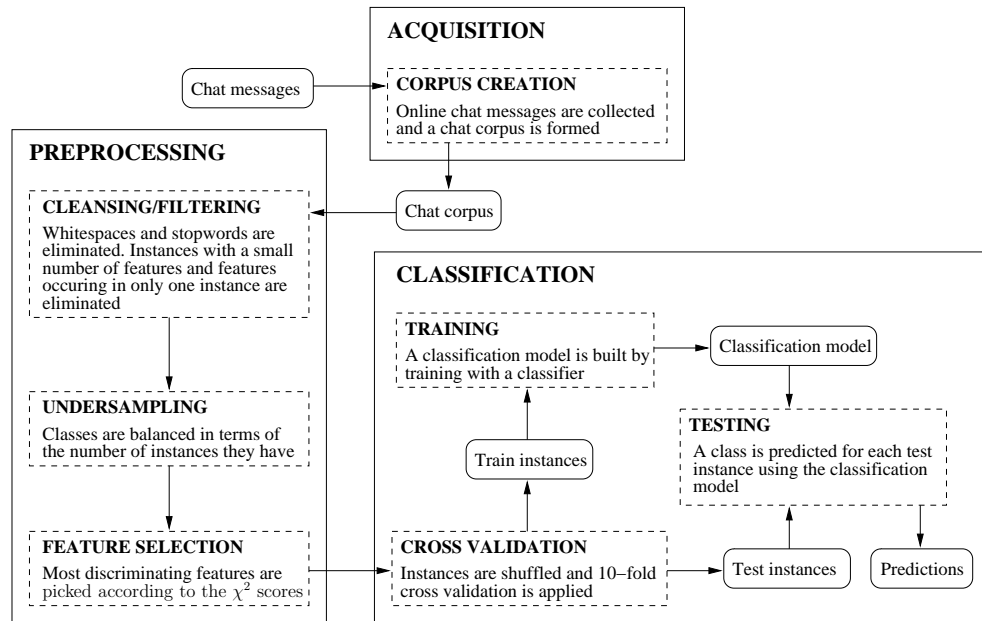 ACQUISITION
Chat messages
CORPUS CREATION
Online chat messages are collected
and a chat corpus is formed
PREPROCESSING
Chat corpus
CLEANSING/FILTERING
Whitespaces and stopwords are
eliminated. Instances with a small
number of features and features
occuring in only one instance are
eliminated
UNDERSAMPLING
Classes are balanced in terms of
the number of instances they have
FEATURE SELECTION
Most discriminating features are
picked according to the χ² scores
CLASSIFICATION
TRAINING
A classification model is built by
training with a classifier
Classification model
TESTING
A class is predicted for each test
instance using the classification
model
Train instances
CROSS VALIDATION
Instances are shuffled and 10−fold
cross validation is applied
Test instances
Predictions